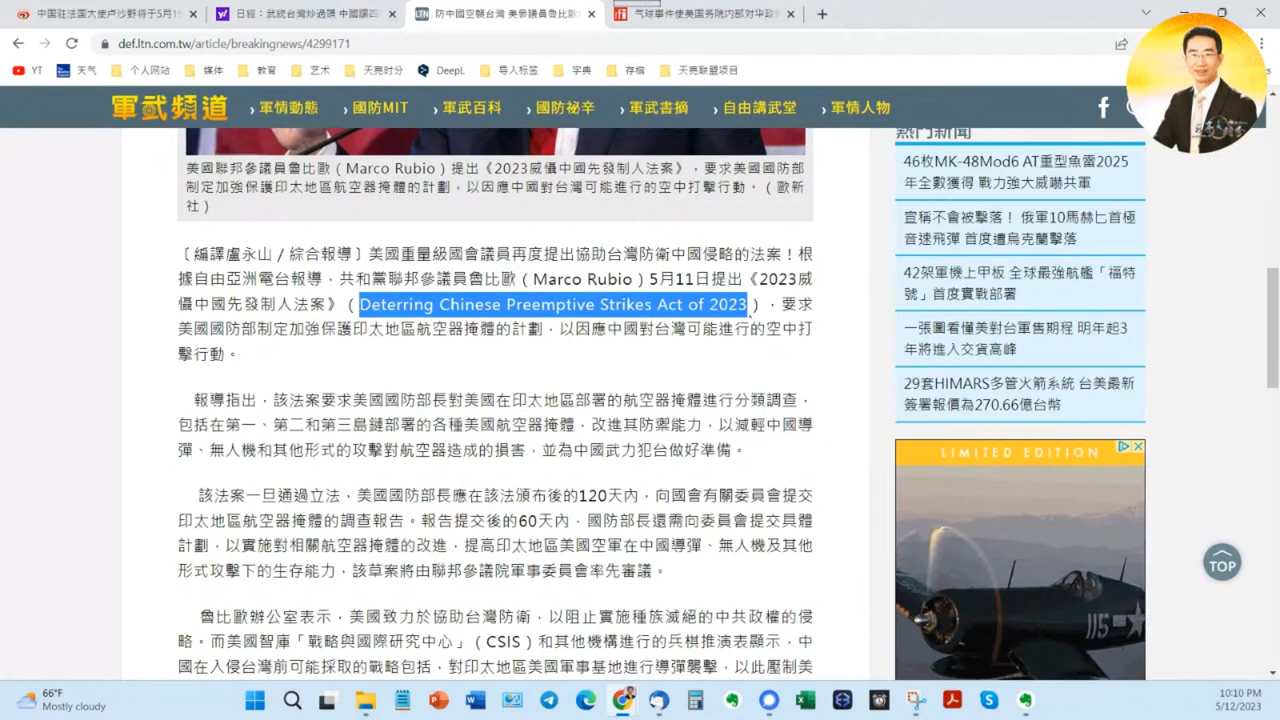 中国驻法国大使卢沙野将于5月15
日經：武統台灣炒過頭 中國躍四
防中國空襲台灣 美參議員魯比歐
气球事件使美国务院内部对华政
def.ltn.com.tw/article/breakingnews/4299171
YT 天气 个人网站 媒体 教育 艺术 天亮时分 DeepL 导入标签 字典 存檔 天亮联盟项目
軍武頻道 › 軍情動態 › 國防MIT › 軍武百科 › 國防祕辛 › 軍武書摘 › 自由講武堂 › 軍情人物
美國聯邦參議員魯比歐（Marco Rubio）提出《2023威懾中國先發制人法案》，要求美國國防部
制定加強保護印太地區航空器掩體的計劃，以因應中國對台灣可能進行的空中打擊行動。（歐新
社）
〔編譯盧永山／綜合報導〕美國重量級國會議員再度提出協助台灣防衛中國侵略的法案！根
據自由亞洲電台報導，共和黨聯邦參議員魯比歐（Marco Rubio）5月11日提出《2023威
懾中國先發制人法案》（Deterring Chinese Preemptive Strikes Act of 2023），要求
美國國防部制定加強保護印太地區航空器掩體的計劃，以因應中國對台灣可能進行的空中打
擊行動。
報導指出，該法案要求美國國防部長對美國在印太地區部署的航空器掩體進行分類調查，
包括在第一、第二和第三島鏈部署的各種美國航空器掩體，改進其防禦能力，以減輕中國導
彈、無人機和其他形式的攻擊對航空器造成的損害，並為中國武力犯台做好準備。
該法案一旦通過立法，美國國防部長應在該法頒布後的120天內，向國會有關委員會提交
印太地區航空器掩體的調查報告。報告提交後的60天內，國防部長還需向委員會提交具體
計劃，以實施對相關航空器掩體的改進，提高印太地區美國空軍在中國導彈、無人機及其他
形式攻擊下的生存能力，該草案將由聯邦參議院軍事委員會率先審議。
魯比歐辦公室表示，美國致力於協助台灣防衛，以阻止實施種族滅絕的中共政權的侵
略。而美國智庫「戰略與國際研究中心」（CSIS）和其他機構進行的兵棋推演表顯示，中
國在入侵台灣前可能採取的戰略包括，對印太地區美國軍事基地進行導彈襲擊，以此壓制美
熱門新聞
46枚MK-48Mod6 AT重型魚雷2025
年全數獲得 戰力強大威嚇共軍
宣稱不會被擊落！ 俄軍10馬赫匕首極
音速飛彈 首度遭烏克蘭擊落
42架軍機上甲板 全球最強航艦「福特
號」首度實戰部署
一張圖看懂美對台軍售期程 明年起3
年將進入交貨高峰
29套HIMARS多管火箭系統 台美最新
簽署報價為270.66億台幣
LIMITED EDITION
115
TOP
66°F
Mostly cloudy
10:10 PM
5/12/2023